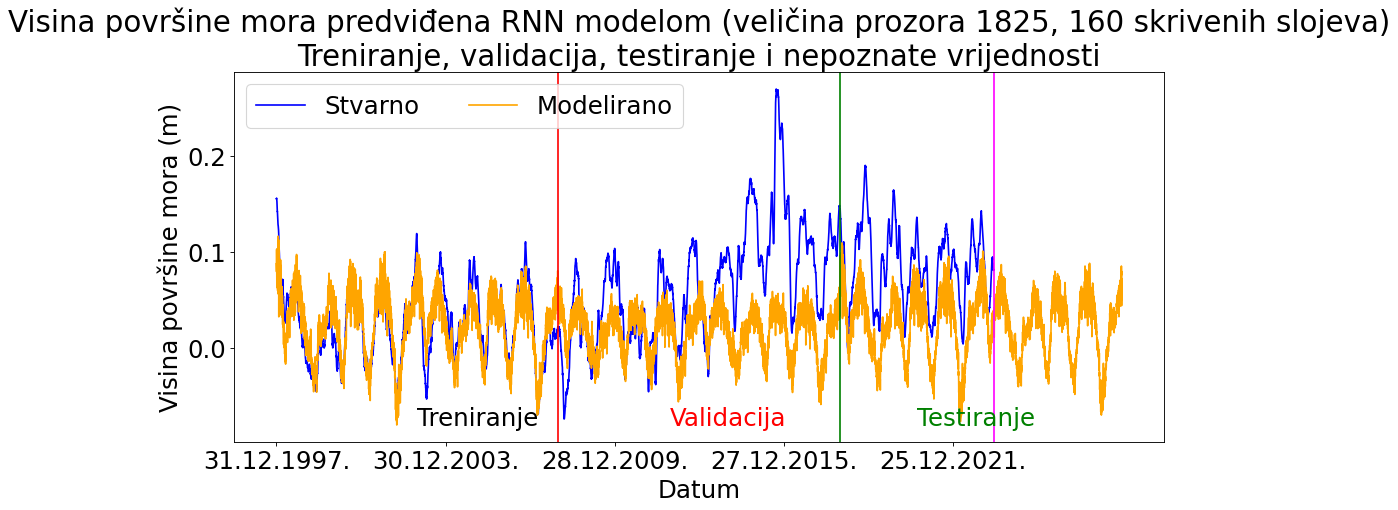 Visina površine mora predviđena RNN modelom (veličina prozora 1825, 160 skrivenih slojeva)
Treniranje, validacija, testiranje i nepoznate vrijednosti
Stvarno Modelirano
Visina površine mora (m)
0.2
0.1
0.0
Treniranje Validacija Testiranje
31.12.1997. 30.12.2003. 28.12.2009. 27.12.2015. 25.12.2021.
Datum